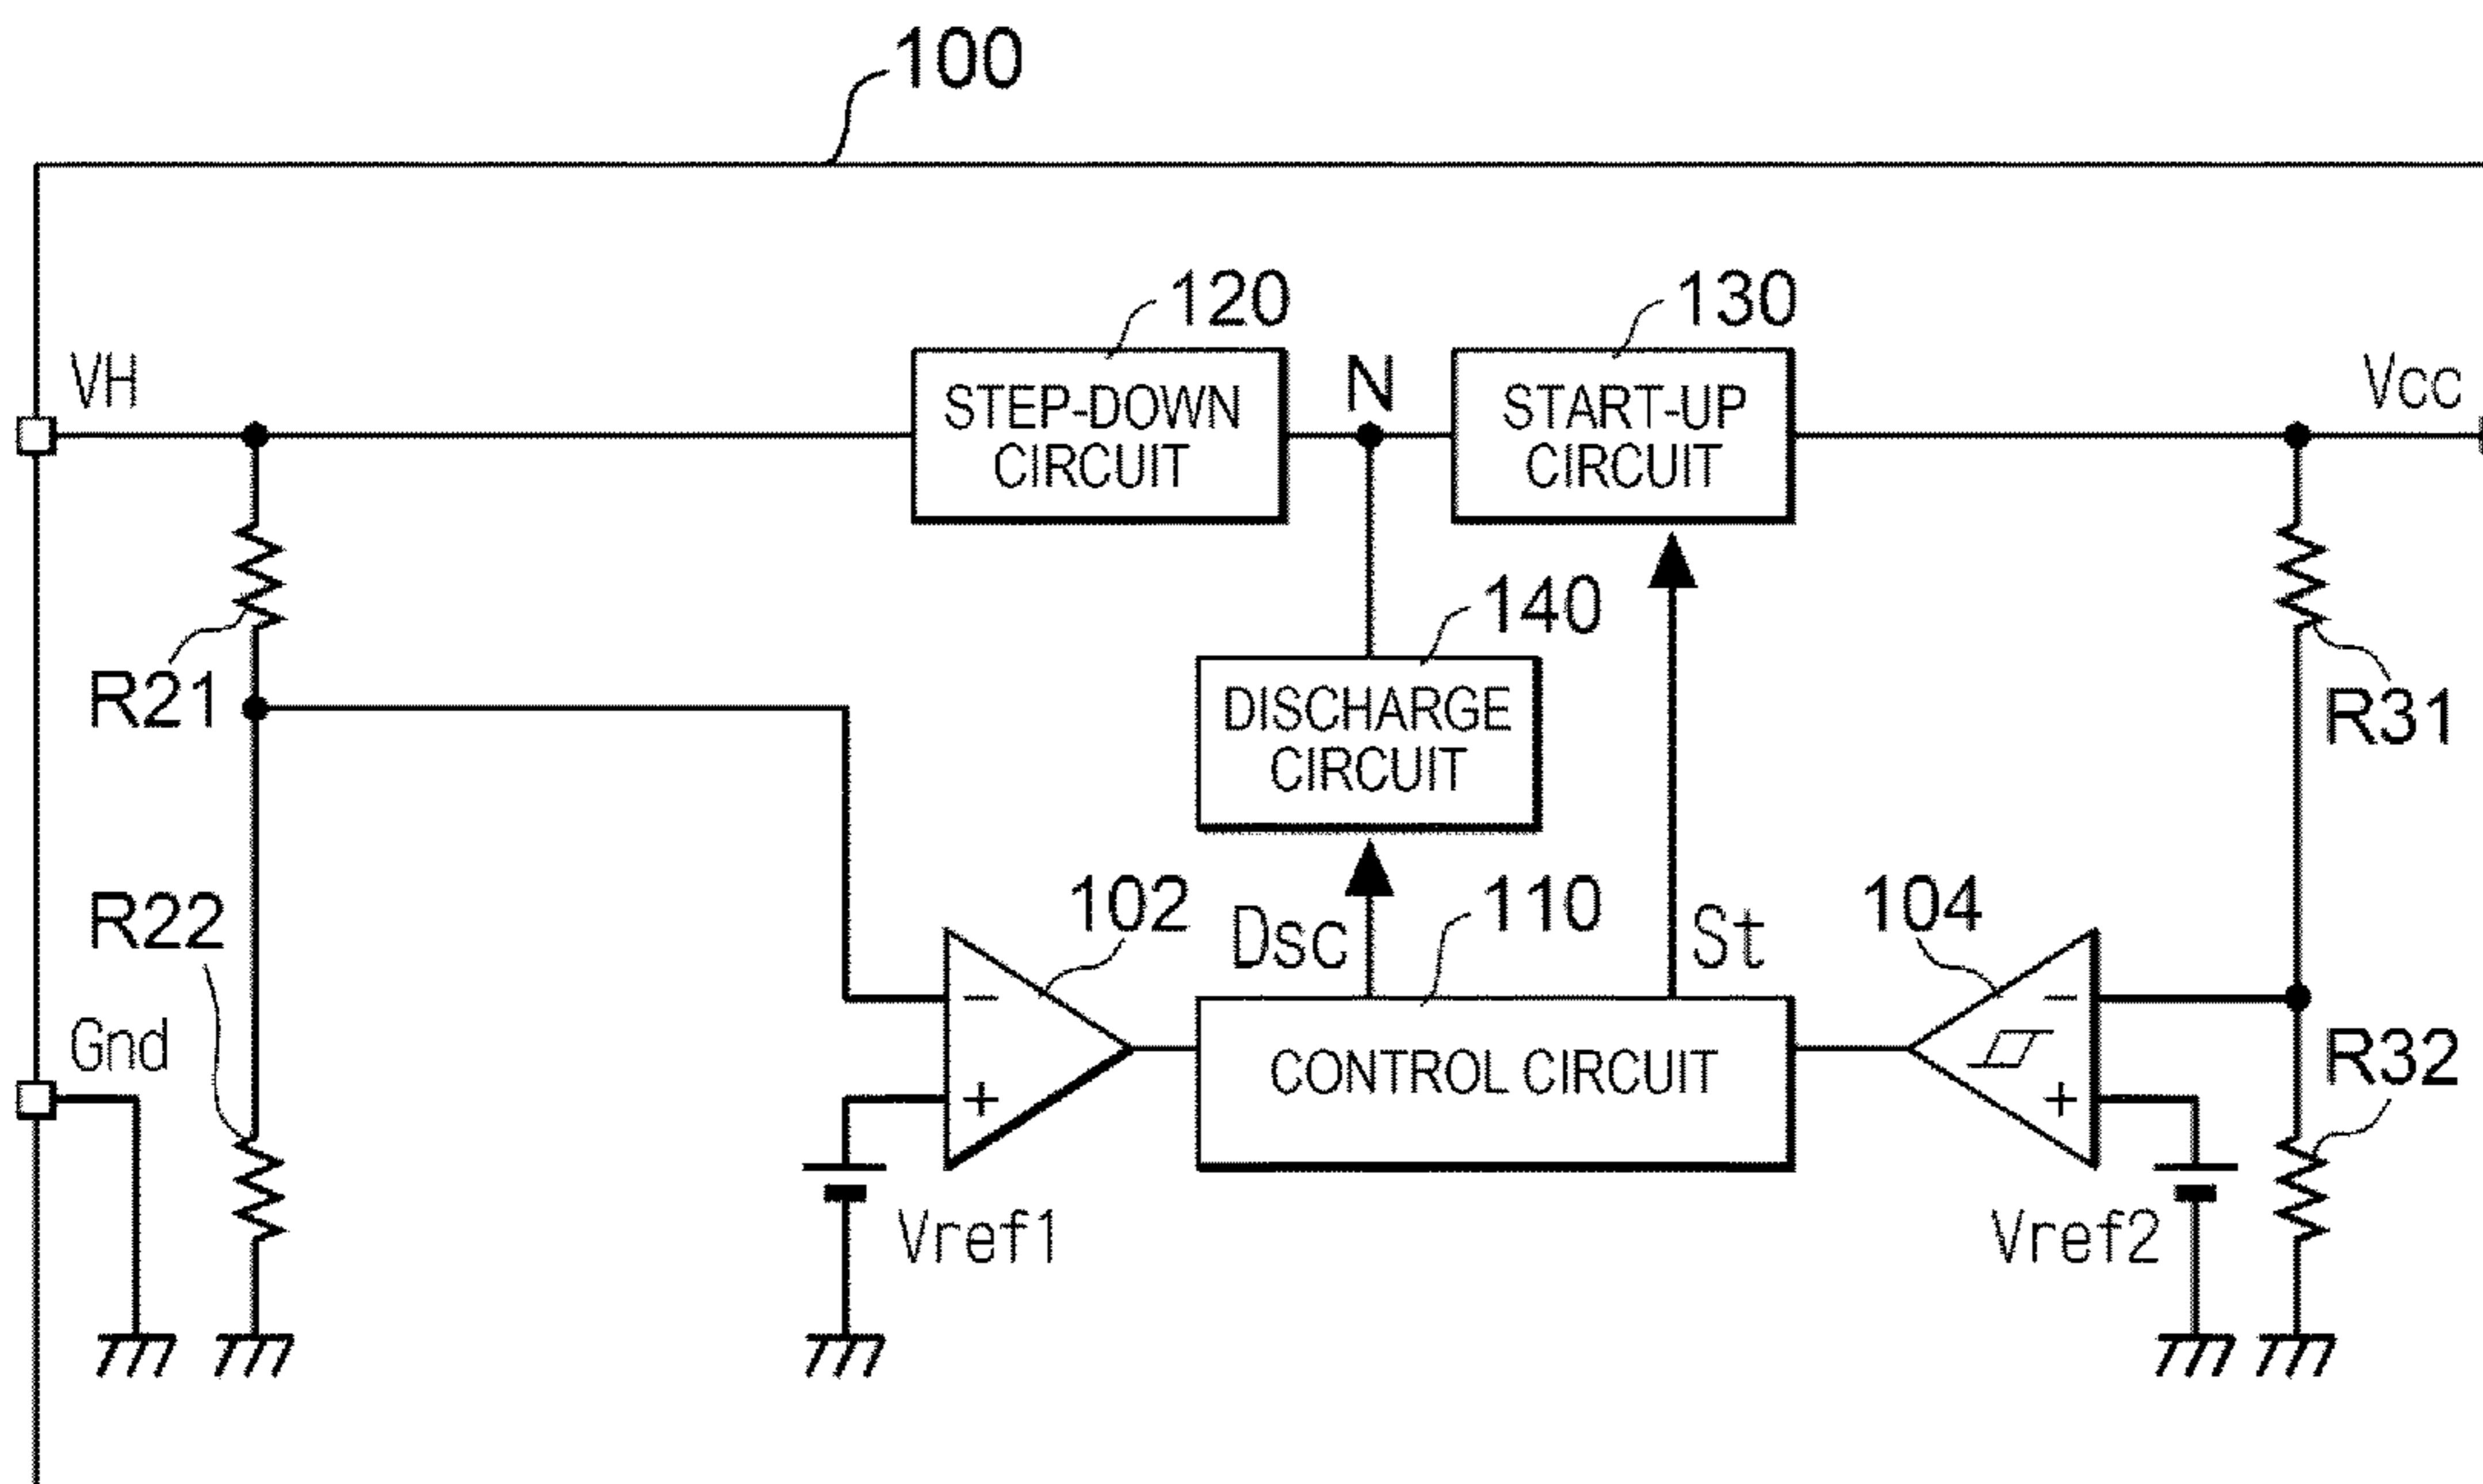 100
120
130
VH
N
Vcc
STEP-DOWN
CIRCUIT
START-UP
CIRCUIT
140
R21
R31
DISCHARGE
CIRCUIT
R22
102
Dsc
110
St
104
Gnd
−
−
R32
CONTROL CIRCUIT
+
+
Vref1
Vref2